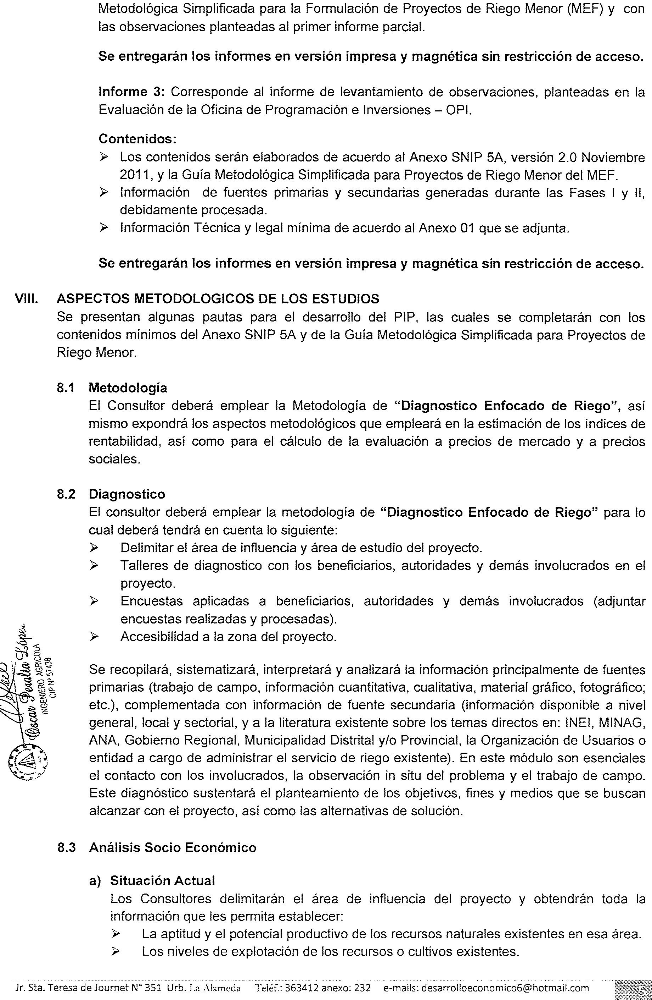 Metodológica Simplificada para la Formulación de Proyectos de Riego Menor (MEF) y con
las observaciones planteadas al primer informe parcial.
Se entregarán los informes en versión impresa y magnética sin restricción de acceso.
Informe 3: Corresponde al informe de levantamiento de observaciones, planteadas en la
Evaluación de la Oficina de Programación e Inversiones – OPI.
Contenidos:
➢ Los contenidos serán elaborados de acuerdo al Anexo SNIP 5A, versión 2.0 Noviembre
2011, y la Guía Metodológica Simplificada para Proyectos de Riego Menor del MEF.
➢ Información de fuentes primarias y secundarias generadas durante las Fases I y II,
debidamente procesada.
➢ Información Técnica y legal mínima de acuerdo al Anexo 01 que se adjunta.
Se entregarán los informes en versión impresa y magnética sin restricción de acceso.
VIII. ASPECTOS METODOLOGICOS DE LOS ESTUDIOS
Se presentan algunas pautas para el desarrollo del PIP, las cuales se completarán con los
contenidos mínimos del Anexo SNIP 5A y de la Guía Metodológica Simplificada para Proyectos de
Riego Menor.
8.1 Metodología
El Consultor deberá emplear la Metodología de “Diagnostico Enfocado de Riego”, así
mismo expondrá los aspectos metodológicos que empleará en la estimación de los índices de
rentabilidad, así como para el cálculo de la evaluación a precios de mercado y a precios
sociales.
8.2 Diagnostico
El consultor deberá emplear la metodología de “Diagnostico Enfocado de Riego” para lo
cual deberá tendrá en cuenta lo siguiente:
➢ Delimitar el área de influencia y área de estudio del proyecto.
➢ Talleres de diagnostico con los beneficiarios, autoridades y demás involucrados en el
proyecto.
➢ Encuestas aplicadas a beneficiarios, autoridades y demás involucrados (adjuntar
encuestas realizadas y procesadas).
➢ Accesibilidad a la zona del proyecto.
Oscar Peralta López
INGENIERO AGRICOLA
CIP Nº 57438
Se recopilará, sistematizará, interpretará y analizará la información principalmente de fuentes
primarias (trabajo de campo, información cuantitativa, cualitativa, material gráfico, fotográfico;
etc.), complementada con información de fuente secundaria (información disponible a nivel
general, local y sectorial, y a la literatura existente sobre los temas directos en: INEI, MINAG,
ANA, Gobierno Regional, Municipalidad Distrital y/o Provincial, la Organización de Usuarios o
entidad a cargo de administrar el servicio de riego existente). En este módulo son esenciales
el contacto con los involucrados, la observación in situ del problema y el trabajo de campo.
Este diagnóstico sustentará el planteamiento de los objetivos, fines y medios que se buscan
alcanzar con el proyecto, así como las alternativas de solución.
8.3 Análisis Socio Económico
a) Situación Actual
Los Consultores delimitarán el área de influencia del proyecto y obtendrán toda la
información que les permita establecer:
➢ La aptitud y el potencial productivo de los recursos naturales existentes en esa área.
➢ Los niveles de explotación de los recursos o cultivos existentes.
Jr. Sta. Teresa de Journet N° 351 Urb. La Alameda Teléf.: 363412 anexo: 232 e-mails: desarrolloeconomico6@hotmail.com 5